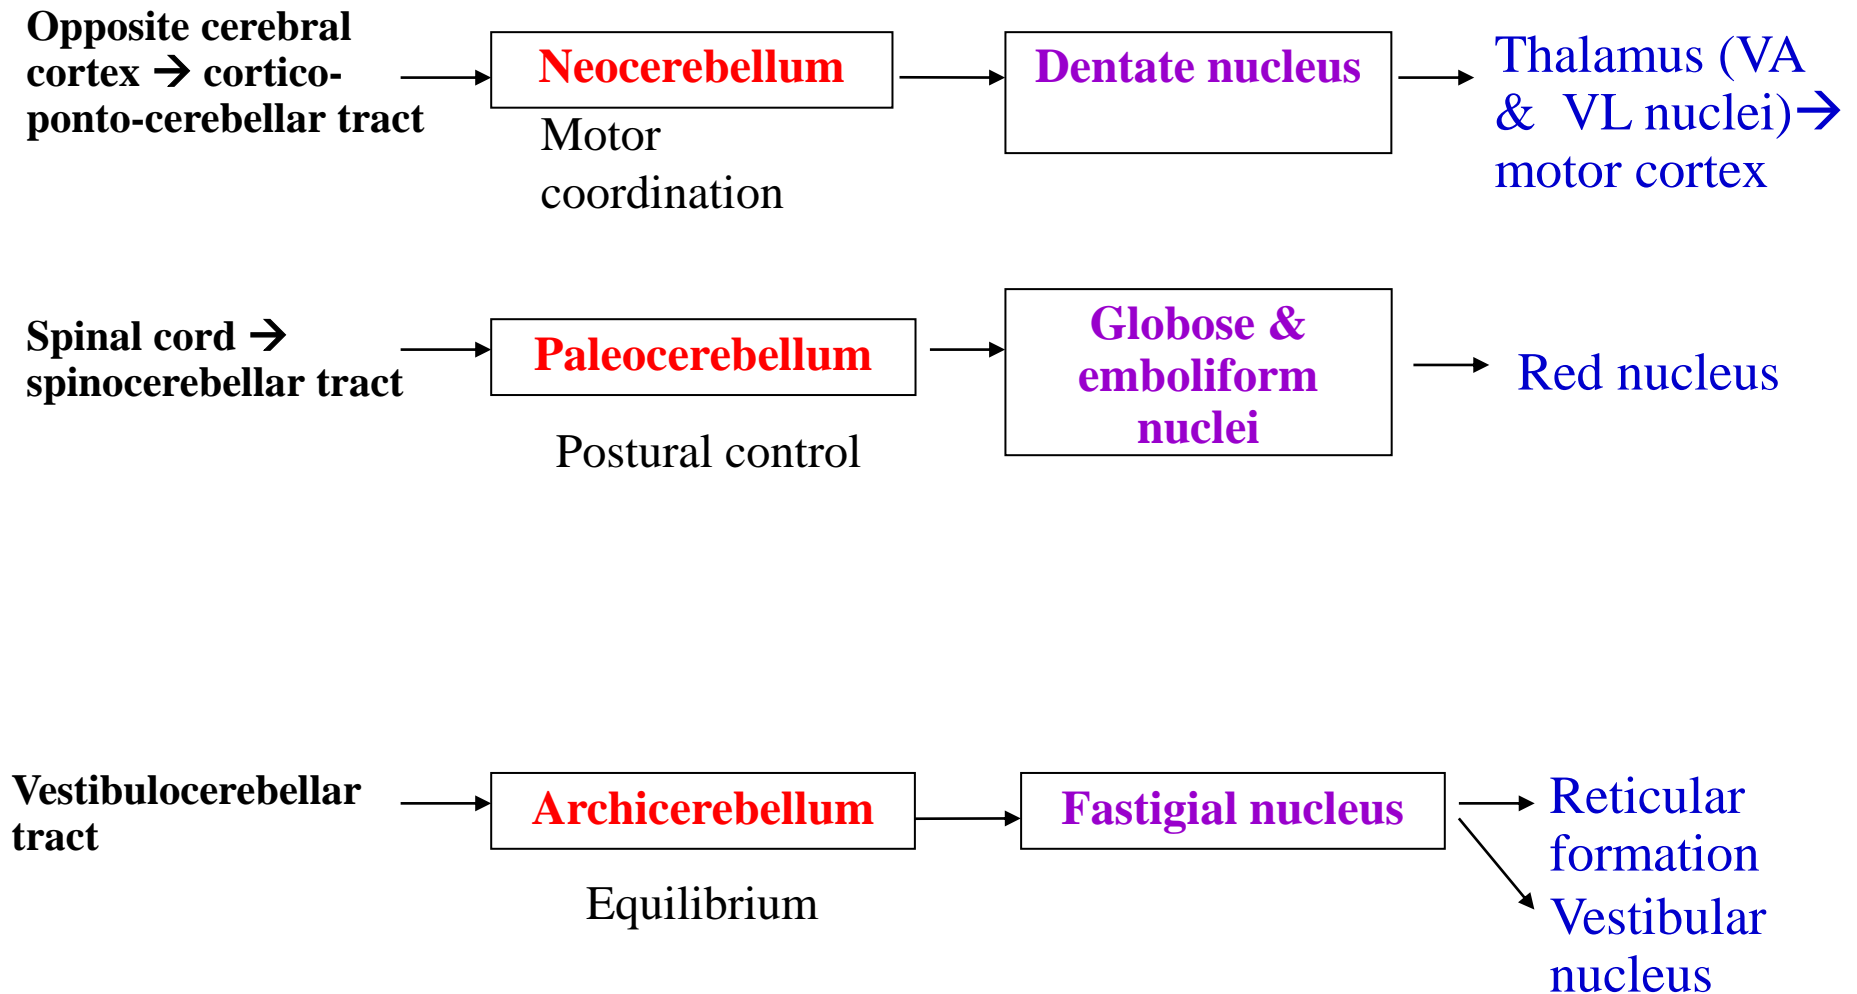 Opposite cerebral
cortex → cortico-
ponto-cerebellar tract
Neocerebellum
Motor
coordination
Dentate nucleus
Thalamus (VA
& VL nuclei)→
motor cortex
Spinal cord →
spinocerebellar tract
Paleocerebellum
Postural control
Globose &
emboliform
nuclei
Red nucleus
Vestibulocerebellar
tract
Archicerebellum
Equilibrium
Fastigial nucleus
Reticular
formation
Vestibular
nucleus